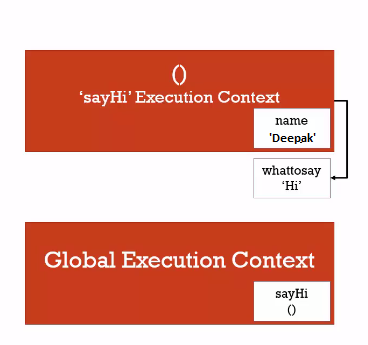 ()
‘sayHi’ Execution Context
name
'Deepak'
whattosay
‘Hi’
Global Execution Context
sayHi
()